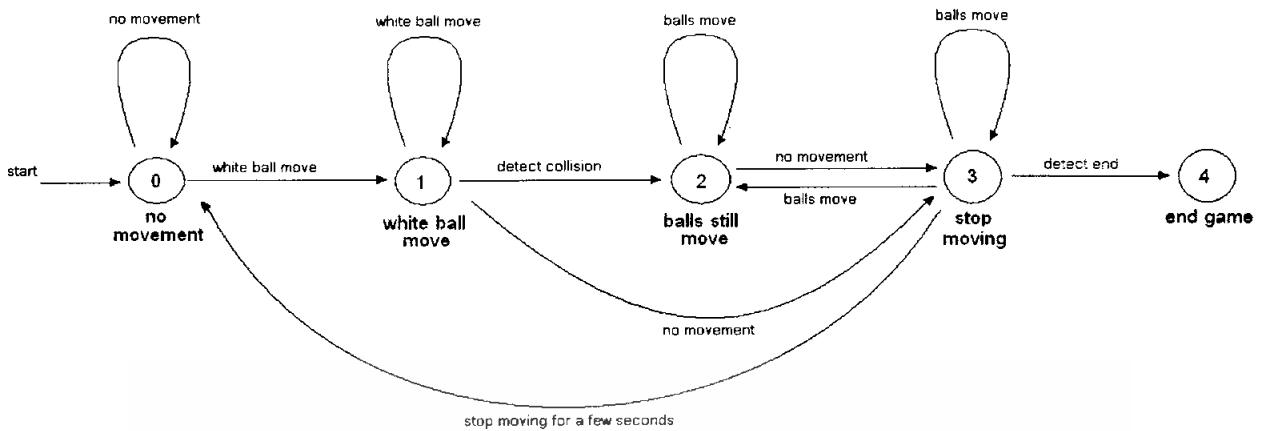 no movement
white ball move
balls move
balls move
start
0
white ball move
1
detect collision
2
no movement
balls move
3
detect end
4
no
movement
white ball
move
balls still
move
stop
moving
end game
no movement
stop moving for a few seconds